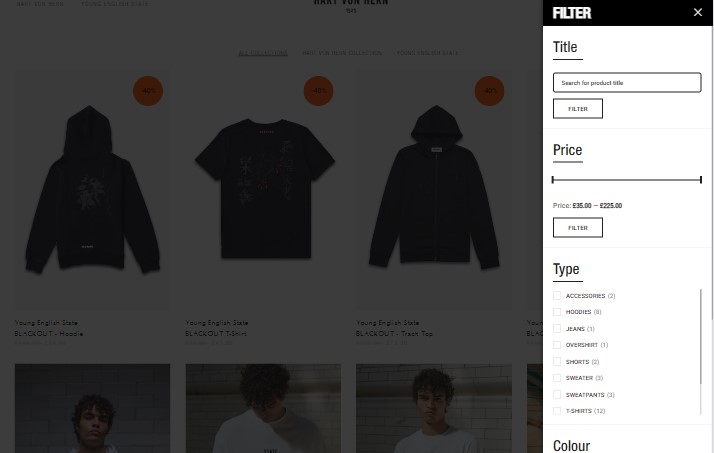 HART VON HERN
YOUNG ENGLISH STATE
HART VON HERN
ALL COLLECTIONS
HART VON HERN COLLECTION
YOUNG ENGLISH STATE
-40%
-40%
-40%
Young English State
BLACKOUT - Hoodie
Young English State
BLACKOUT T-Shirt
Young English State
BLACKOUT - Track Top
FILTER
Title
Search for product title
FILTER
Price
Price: £35.00 — £225.00
FILTER
Type
ACCESSORIES (2)
HOODIES (8)
JEANS (1)
OVERSHIRT (1)
SHORTS (2)
SWEATER (3)
SWEATPANTS (3)
T-SHIRTS (12)
Colour